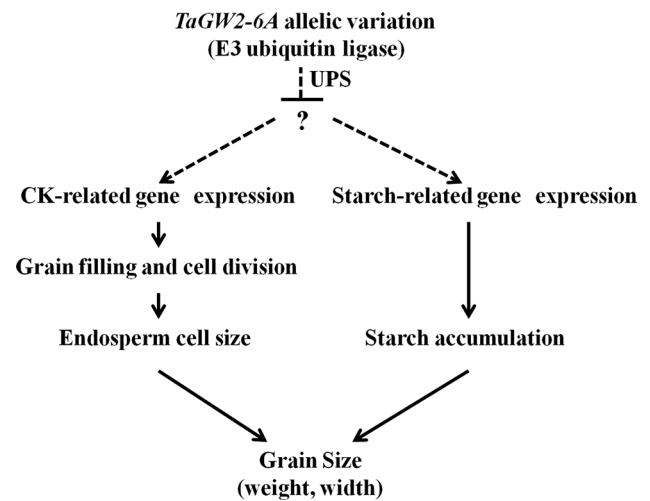 TaGW2-6A allelic variation
(E3 ubiquitin ligase)
UPS
?
CK-related gene expression
Starch-related gene expression
Grain filling and cell division
Endosperm cell size
Starch accumulation
Grain Size
(weight, width)